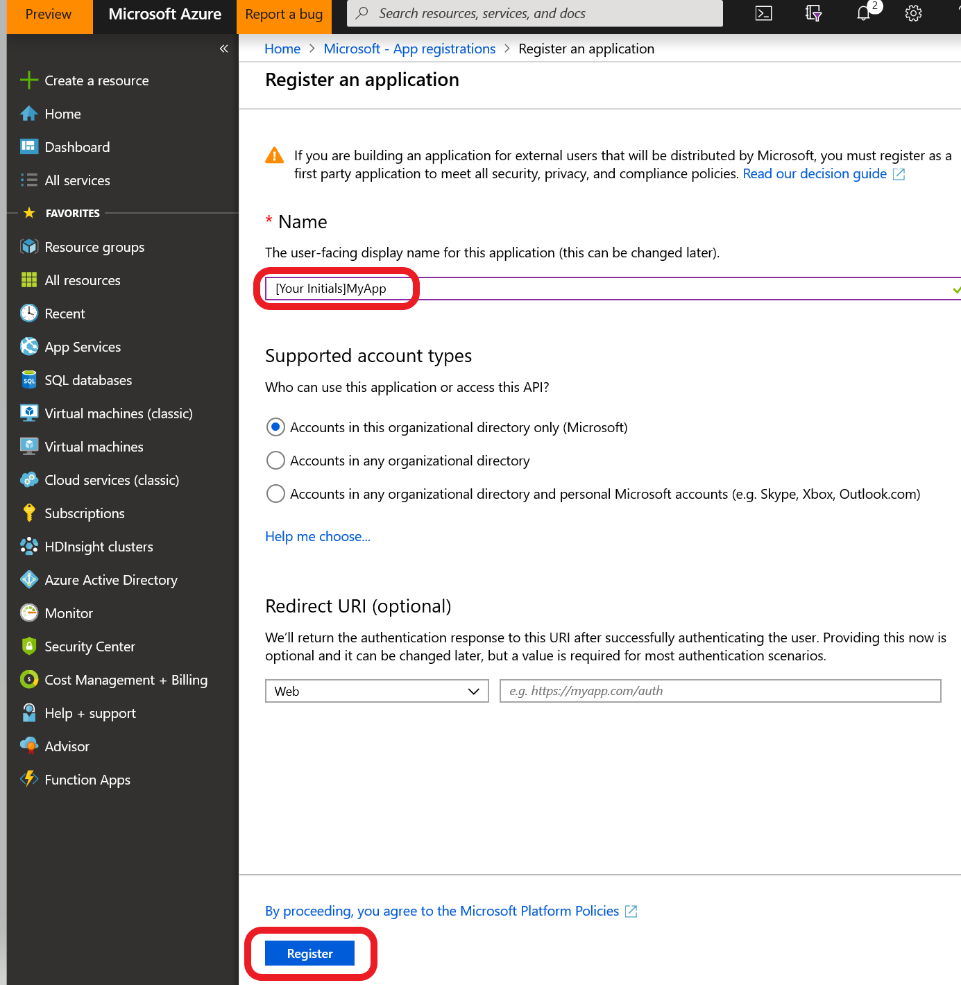 Preview
Microsoft Azure
Report a bug
Search resources, services, and docs
2
Home > Microsoft - App registrations > Register an application
Register an application
Create a resource
Home
Dashboard
All services
FAVORITES
Resource groups
All resources
Recent
App Services
SQL databases
Virtual machines (classic)
Virtual machines
Cloud services (classic)
Subscriptions
HDInsight clusters
Azure Active Directory
Monitor
Security Center
Cost Management + Billing
Help + support
Advisor
Function Apps
If you are building an application for external users that will be distributed by Microsoft, you must register as a
first party application to meet all security, privacy, and compliance policies. Read our decision guide
* Name
The user-facing display name for this application (this can be changed later).
[Your Initials]MyApp
Supported account types
Who can use this application or access this API?
Accounts in this organizational directory only (Microsoft)
Accounts in any organizational directory
Accounts in any organizational directory and personal Microsoft accounts (e.g. Skype, Xbox, Outlook.com)
Help me choose...
Redirect URI (optional)
We'll return the authentication response to this URI after successfully authenticating the user. Providing this now is
optional and it can be changed later, but a value is required for most authentication scenarios.
Web
e.g. https://myapp.com/auth
By proceeding, you agree to the Microsoft Platform Policies
Register